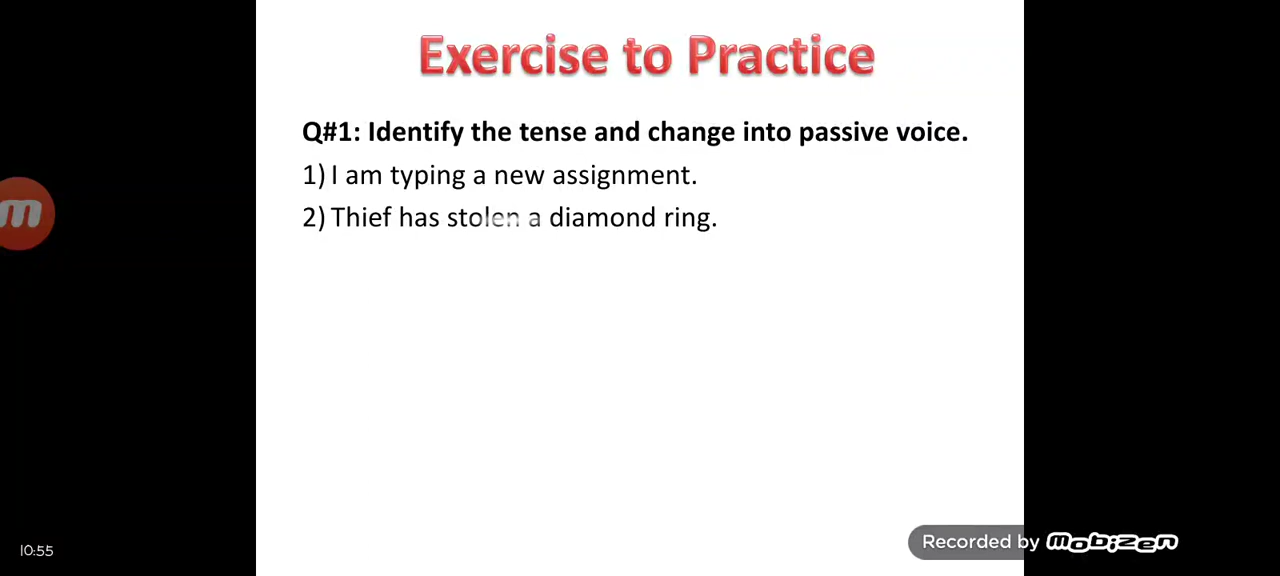 Exercise to Practice
Q#1: Identify the tense and change into passive voice.
1) I am typing a new assignment.
2) Thief has stolen a diamond ring.
m
10:55
Recorded by mobizen